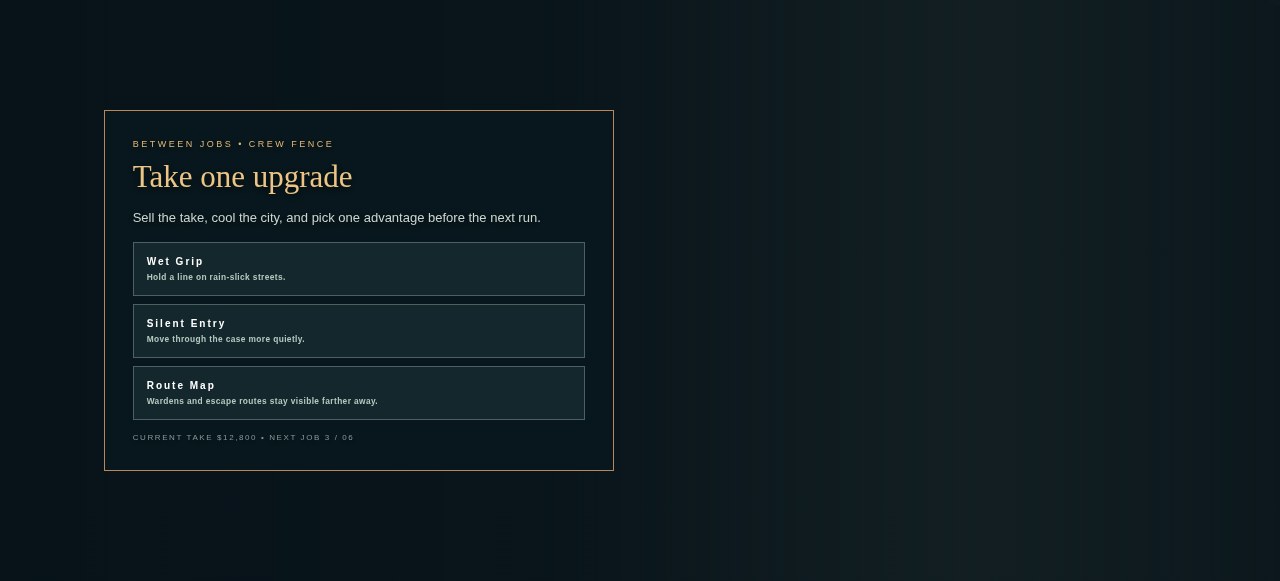 BETWEEN JOBS • CREW FENCE
Take one upgrade
Sell the take, cool the city, and pick one advantage before the next run.
Wet Grip
Hold a line on rain-slick streets.
Silent Entry
Move through the case more quietly.
Route Map
Wardens and escape routes stay visible farther away.
CURRENT TAKE $12,800 • NEXT JOB 3 / 06